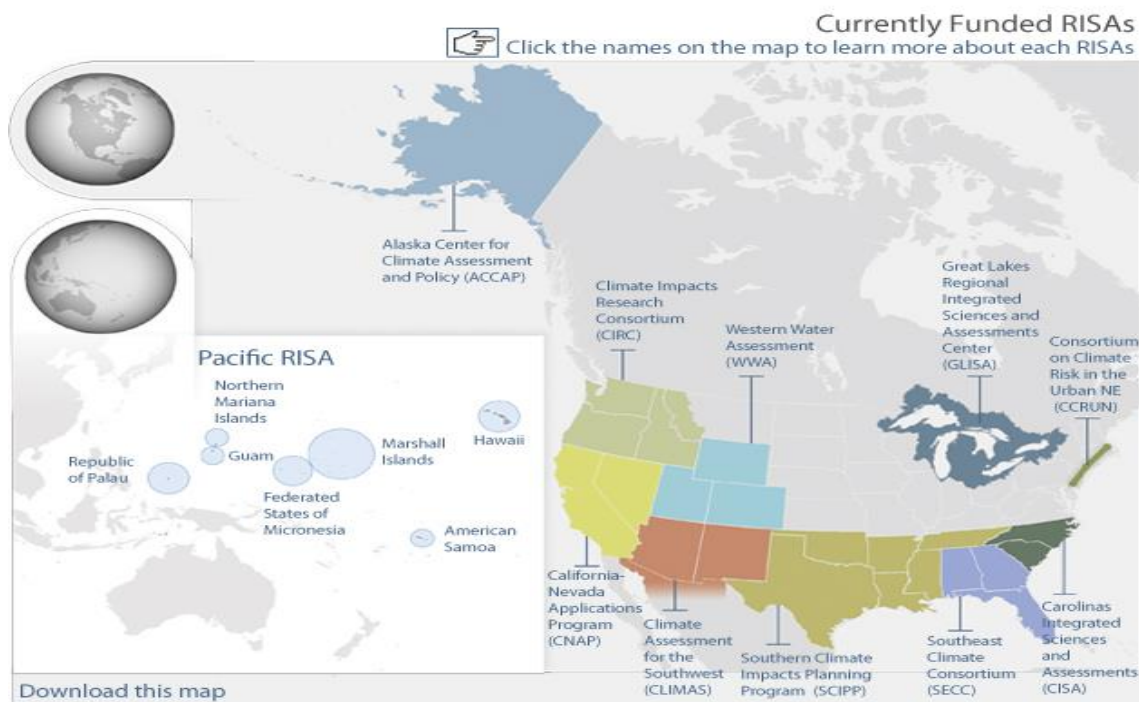 Currently Funded RISAs
Click the names on the map to learn more about each RISAs
Alaska Center for
Climate Assessment
and Policy (ACCAP)
Climate Impacts
Research
Consortium
(CIRC)
Western Water
Assessment
(WWA)
Great Lakes
Regional
Integrated
Sciences and
Assessments
Center
(GLISA)
Consortium
on Climate
Risk in the
Urban NE
(CCRUN)
Pacific RISA
Northern
Mariana
Islands
Guam
Republic
of Palau
Federated
States of
Micronesia
Marshall
Islands
Hawaii
American
Samoa
California-
Nevada
Applications
Program
(CNAP)
Climate
Assessment
for the
Southwest
(CLIMAS)
Southern Climate
Impacts Planning
Program (SCIPP)
Southeast
Climate
Consortium
(SECC)
Carolinas
Integrated
Sciences
and
Assessments
(CISA)
Download this map